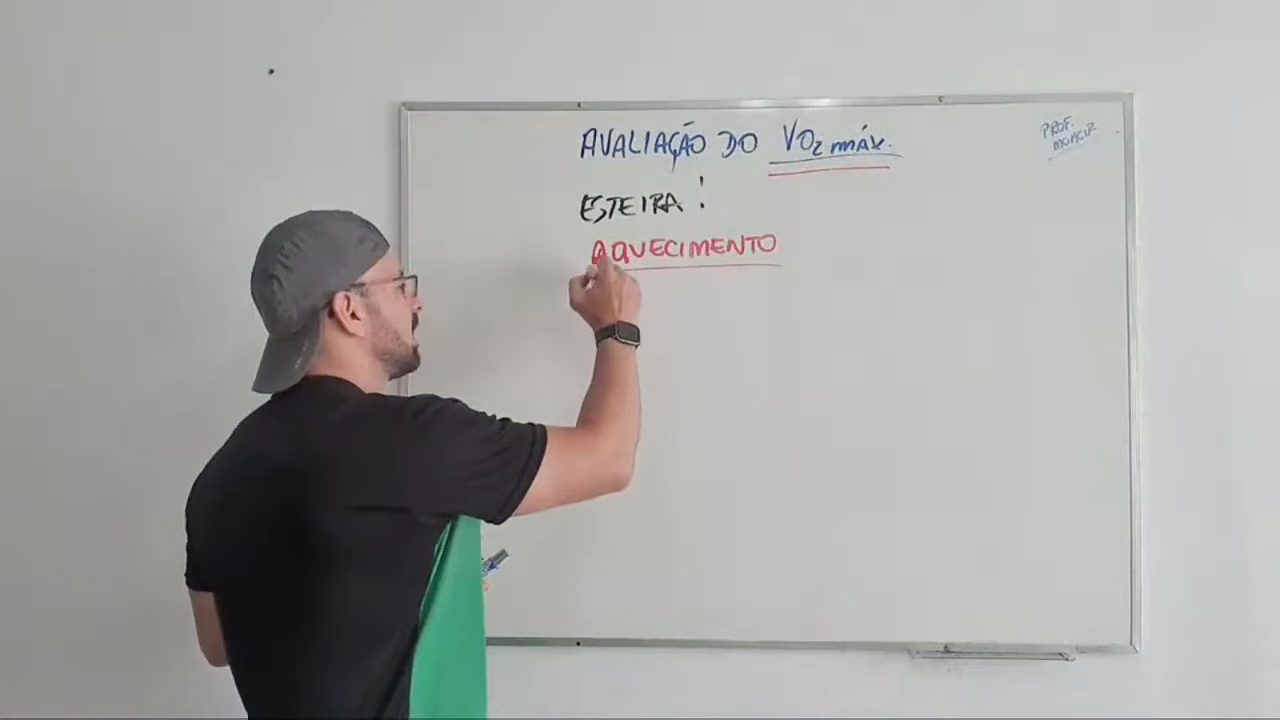 AVALIAÇÃO DO VO2 MÁX.
PROF. MOACIR
ESTEIRA!
AQUECIMENTO